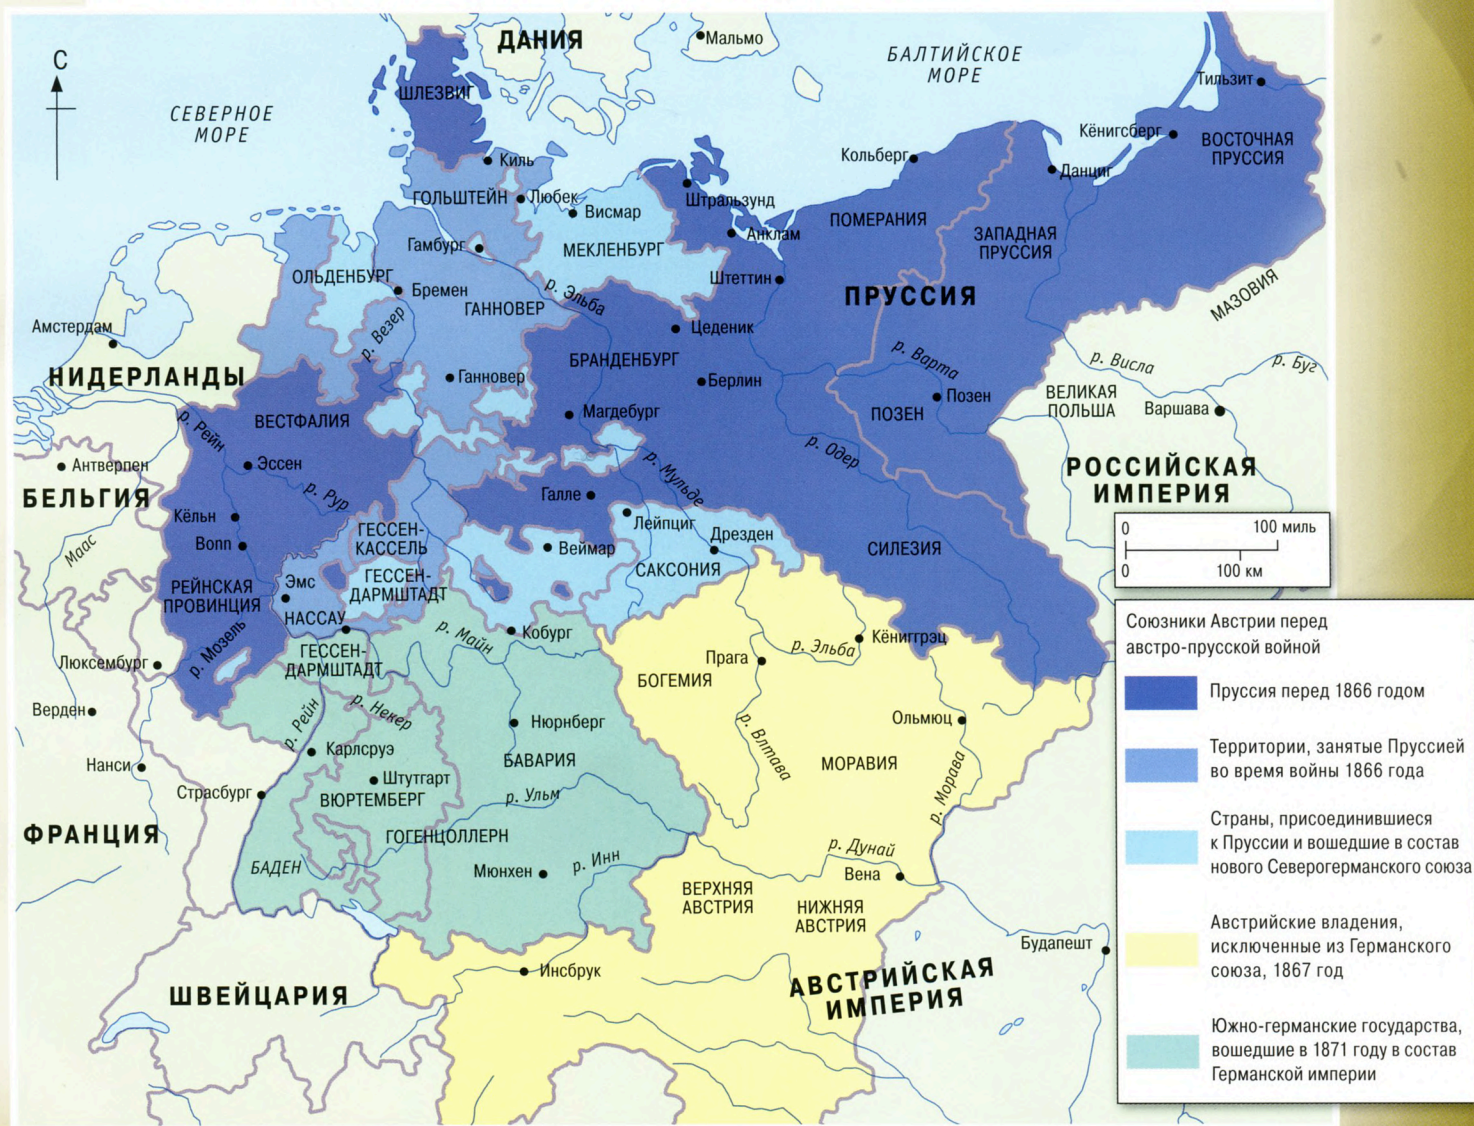 ДАНИЯ
Мальмо
БАЛТИЙСКОЕ
МОРЕ
С
СЕВЕРНОЕ
МОРЕ
ШЛЕЗВИГ
Тильзит
Кёнигсберг
ВОСТОЧНАЯ
ПРУССИЯ
Киль
Кольберг
Данциг
ГОЛЬШТЕЙН
Любек
Висмар
Штральзунд
ПОМЕРАНИЯ
Анклам
ЗАПАДНАЯ
ПРУССИЯ
Гамбург
МЕКЛЕНБУРГ
ОЛЬДЕНБУРГ
Бремен
Штеттин
ПРУССИЯ
МАЗОВИЯ
р. Эльба
ГАННОВЕР
Амстердам
р. Везер
Цеденик
НИДЕРЛАНДЫ
БРАНДЕНБУРГ
Ганновер
Берлин
р. Варта
р. Висла
р. Буг
Позен
ПОЗЕН
ВЕЛИКАЯ
ПОЛЬША
Варшава
ВЕСТФАЛИЯ
Магдебург
р. Рейн
р. Одер
Антверпен
Эссен
БЕЛЬГИЯ
р. Рур
р. Мульде
РОССИЙСКАЯ
ИМПЕРИЯ
Галле
Кёльн
Bonn
Маас
ГЕССЕН-
КАССЕЛЬ
Лейпциг
Дрезден
Веймар
САКСОНИЯ
СИЛЕЗИЯ
0
100 миль
0
100 км
РЕЙНСКАЯ
ПРОВИНЦИЯ
Эмс
ГЕССЕН-
ДАРМШТАДТ
НАССАУ
р. Майн
Кобург
р. Эльба
Кёниггрэц
ГЕССЕН-
ДАРМШТАДТ
Люксембург
р. Мозель
Прага
БОГЕМИЯ
Верден
р. Рейн
р. Некер
Нюрнберг
р. Влтава
Ольмюц
Карлсруэ
Нанси
Штутгарт
БАВАРИЯ
МОРАВИЯ
р. Морава
Страсбург
ВЮРТЕМБЕРГ
р. Ульм
ФРАНЦИЯ
ГОГЕНЦОЛЛЕРН
БАДЕН
Мюнхен
р. Инн
р. Дунай
Вена
ВЕРХНЯЯ
АВСТРИЯ
НИЖНЯЯ
АВСТРИЯ
Будапешт
Инсбрук
ШВЕЙЦАРИЯ
АВСТРИЙСКАЯ
ИМПЕРИЯ
Союзники Австрии перед
австро-прусской войной
Пруссия перед 1866 годом
Территории, занятые Пруссией
во время войны 1866 года
Страны, присоединившиеся
к Пруссии и вошедшие в состав
нового Северогерманского союза
Австрийские владения,
исключенные из Германского
союза, 1867 год
Южно-германские государства,
вошедшие в 1871 году в состав
Германской империи